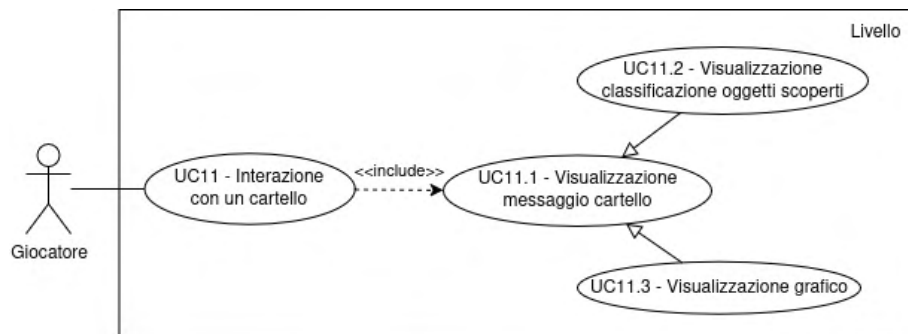 Livello
UC11.2 - Visualizzazione
classificazione oggetti scoperti
UC11 - Interazione
con un cartello
<<include>>
UC11.1 - Visualizzazione
messaggio cartello
Giocatore
UC11.3 - Visualizzazione grafico